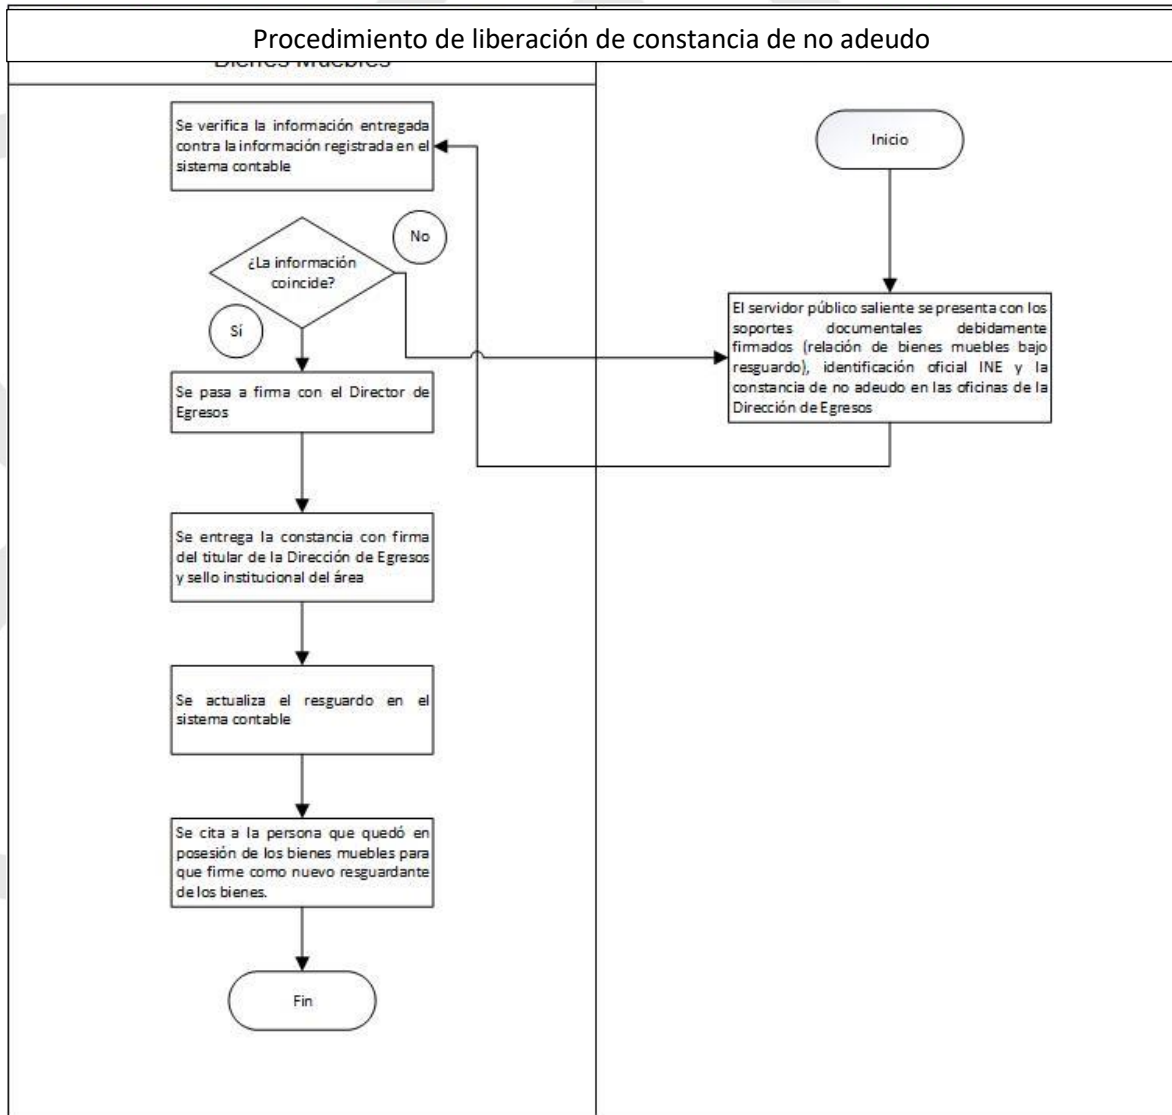 Procedimiento de liberación de constancia de no adeudo
Bienes Muebles
Se verifica la información entregada
contra la información registrada en el
sistema contable
Inicio
No
¿La información
coincide?
Sí
El servidor público saliente se presenta con los
soportes documentales debidamente
firmados (relación de bienes muebles bajo
resguardo), identificación oficial INE y la
constancia de no adeudo en las oficinas de la
Dirección de Egresos
Se pasa a firma con el Director de
Egresos
Se entrega la constancia con firma
del titular de la Dirección de Egresos
y sello institucional del área
Se actualiza el resguardo en el
sistema contable
Se cita a la persona que quedó en
posesión de los bienes muebles para
que firme como nuevo resguardante
de los bienes.
Fin